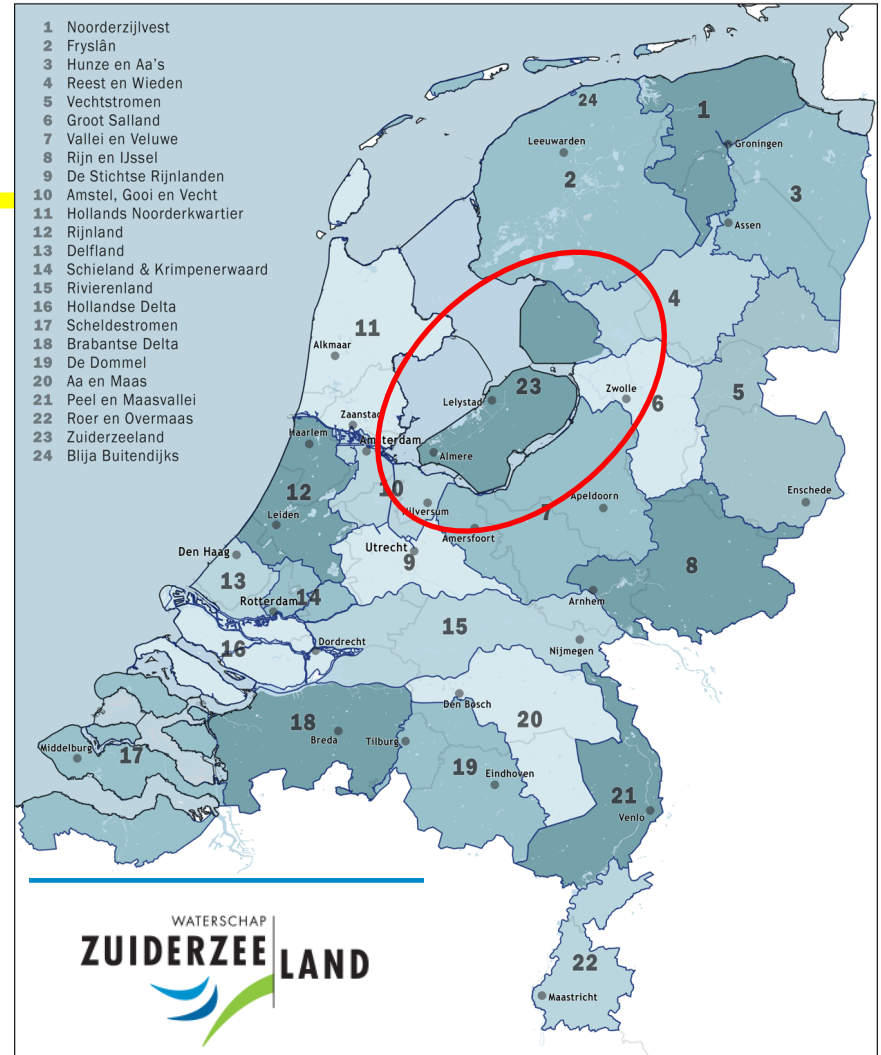 1 Noorderzijlvest
2 Fryslân
3 Hunze en Aa's
4 Reest en Wieden
5 Vechtstromen
6 Groot Salland
7 Vallei en Veluwe
8 Rijn en IJssel
9 De Stichtse Rijnlanden
10 Amstel, Gooi en Vecht
11 Hollands Noorderkwartier
12 Rijnland
13 Delfland
14 Schieland & Krimpenerwaard
15 Rivierenland
16 Hollandse Delta
17 Scheldestromen
18 Brabantse Delta
19 De Dommel
20 Aa en Maas
21 Peel en Maasvallei
22 Roer en Overmaas
23 Zuiderzeeland
24 Blija Buitendijks
24
1
Leeuwarden
Groningen
2
3
Assen
4
11
Alkmaar
23
Lelystad
Zwolle
6
5
Zaanstad
Haarlem
Amsterdam
Almere
12
10
Hilversum
7
Apeldoorn
Enschede
Leiden
Amersfoort
Den Haag
Utrecht
9
8
13
Rotterdam
14
Arnhem
15
Dordrecht
16
Nijmegen
Den Bosch
20
18
Breda
Tilburg
Middelburg
17
19
Eindhoven
21
Venlo
WATERSCHAP
ZUIDERZEELAND
22
Maastricht